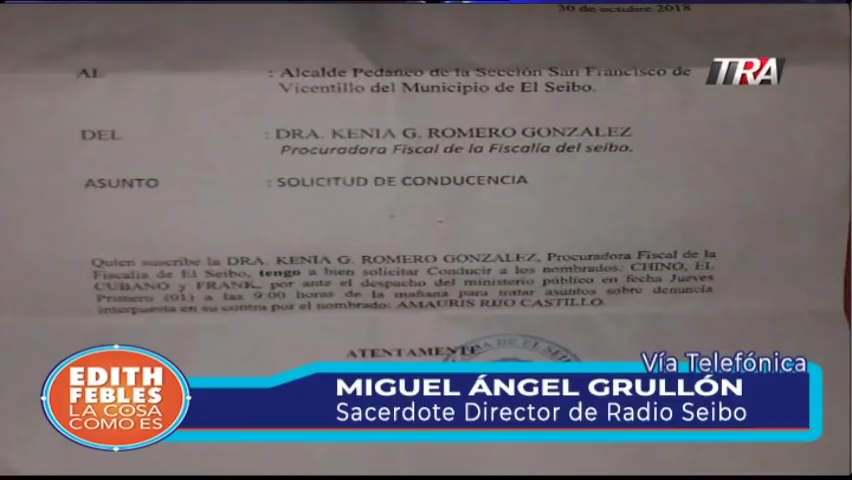 30 de octubre 2018
TRA
AL : Alcalde Pedaneo de la Sección San Francisco de
Vicentillo del Municipio de El Seibo.
DEL : DRA. KENIA G. ROMERO GONZALEZ
Procuradora Fiscal de la Fiscalía del seibo.
ASUNTO : SOLICITUD DE CONDUCENCIA
Quien suscribe la DRA. KENIA G. ROMERO GONZALEZ, Procuradora Fiscal de la
Fiscalia de El Seibo, tengo a bien solicitar Conducir a los nombrados: CHINO, EL
CUBANO y FRANK, por ante el despacho del ministerio público en fecha Jueves
Primero (01) a las 9:00 horas de la mañana para tratar asuntos sobre denuncia
interpuesta en su contra por el nombrado: AMAURIS RIJO CASTILLO.
ATENTAMENTE
DE EL SEIBO
Vía Telefónica
MIGUEL ÁNGEL GRULLÓN
Sacerdote Director de Radio Seibo
EDITH
FEBLES
LA COSA
COMO ES